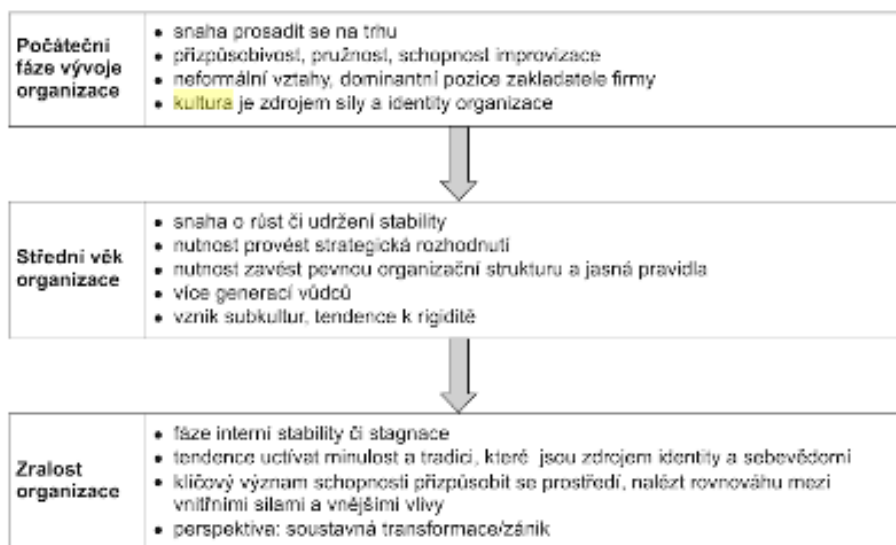 Počáteční
fáze vývoje
organizace
• snaha prosadit se na trhu
• přizpůsobivost, pružnost, schopnost improvizace
• neformální vztahy, dominantní pozice zakladatele firmy
• kultura je zdrojem síly a identity organizace
Střední věk
organizace
• snaha o růst či udržení stability
• nutnost provést strategická rozhodnutí
• nutnost zavést pevnou organizační strukturu a jasná pravidla
• více generací vůdců
• vznik subkultur, tendence k rigiditě
Zralost
organizace
• fáze interní stability či stagnace
• tendence uctívat minulost a tradici, které jsou zdrojem identity a sebevědomí
• klíčový význam schopnosti přizpůsobit se prostředí, nalézt rovnováhu mezi
vnitřními silami a vnějšími vlivy
• perspektiva: soustavná transformace/zánik